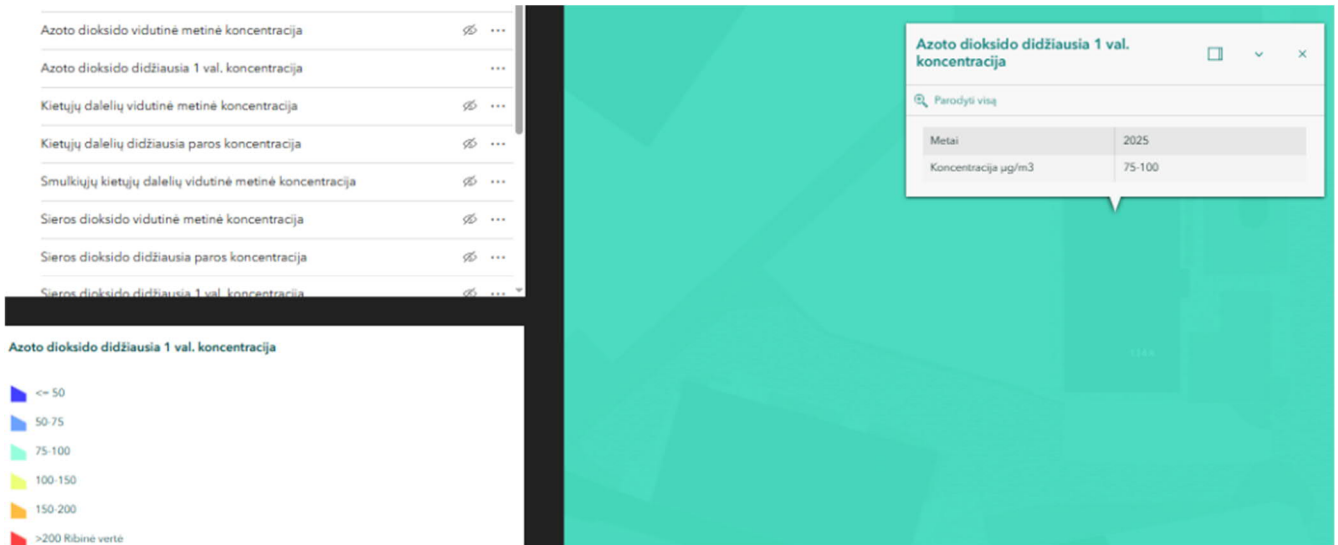 Azoto dioksido vidutinė metinė koncentracija
Azoto dioksido didžiausia 1 val. koncentracija
Kietųjų dalelių vidutinė metinė koncentracija
Kietųjų dalelių didžiausia paros koncentracija
Smulkiųjų kietųjų dalelių vidutinė metinė koncentracija
Sieros dioksido vidutinė metinė koncentracija
Sieros dioksido didžiausia paros koncentracija
Sieros dioksido didžiausia 1 val. koncentracija
Azoto dioksido didžiausia 1 val. koncentracija
<= 50
50-75
75-100
100-150
150-200
>200 Ribinė vertė
Azoto dioksido didžiausia 1 val.
koncentracija
Parodyti visą
Metai 2025
Koncentracija µg/m3 75-100